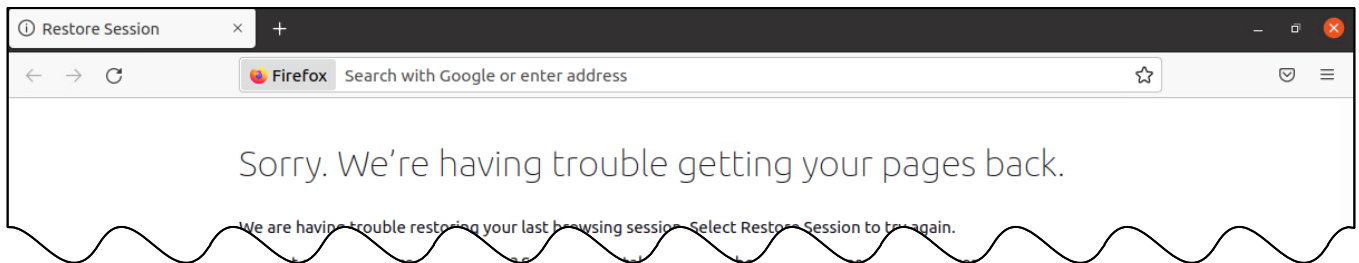 Restore Session
Firefox Search with Google or enter address
Sorry. We're having trouble getting your pages back.
We are having trouble restoring your last browsing session. Select Restore Session to try again.